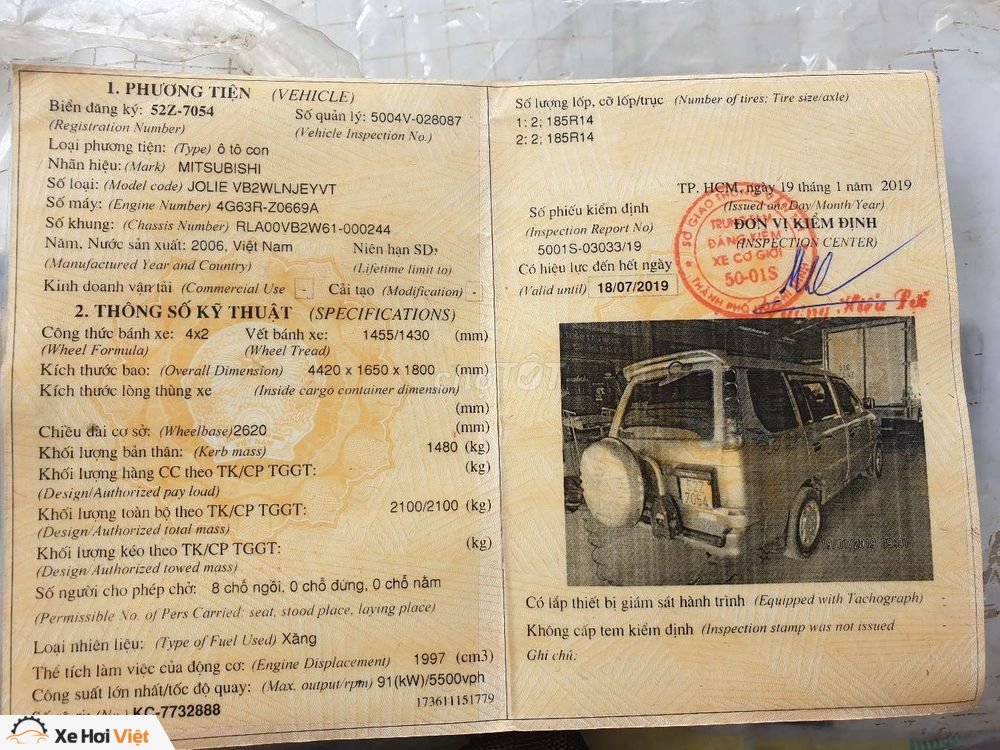 1. PHƯƠNG TIỆN (VEHICLE)
Biển đăng ký: 52Z-7054 Số quản lý: 5004V-028087
(Registration Number) (Vehicle Inspection No.)
Loại phương tiện: (Type) ô tô con
Nhãn hiệu: (Mark) MITSUBISHI
Số loại: (Model code) JOLIE VB2WLNJEYVT
Số máy: (Engine Number) 4G63R-Z0669A
Số khung: (Chassis Number) RLA00VB2W61-000244
Năm, Nước sản xuất: 2006, Việt Nam Niên hạn SD:
(Manufactured Year and Country) (Lifetime limit to)
Kinh doanh vận tải (Commercial Use - Cải tạo (Modification) -
2. THÔNG SỐ KỸ THUẬT (SPECIFICATIONS)
Công thức bánh xe: 4x2 Vết bánh xe: 1455/1430 (mm)
(Wheel Formula) (Wheel Tread)
Kích thước bao: (Overall Dimension) 4420 x 1650 x 1800 (mm)
Kích thước lòng thùng xe (Inside cargo container dimension)
(mm)
Chiều dài cơ sở: (Wheelbase)2620 (mm)
Khối lượng bản thân: (Kerb mass) 1480 (kg)
Khối lượng hàng CC theo TK/CP TGGT: (kg)
(Design/Authorized pay load)
Khối lượng toàn bộ theo TK/CP TGGT: 2100/2100 (kg)
(Design/Authorized total mass)
Khối lượng kéo theo TK/CP TGGT: (kg)
(Design/Authorized towed mass)
Số người cho phép chở: 8 chỗ ngồi, 0 chỗ đứng, 0 chỗ nằm
(Permissible No. of Pers Carried: seat, stood place, laying place)
Loại nhiên liệu: (Type of Fuel Used) Xăng
Thể tích làm việc của động cơ: (Engine Displacement) 1997 (cm3)
Công suất lớn nhất/tốc độ quay: (Max. output/rpm) 91(kW)/5500vph
173611151779
KC-7732888
Số lượng lốp, cỡ lốp/trục (Number of tires; Tire size/axle)
1: 2; 185R14
2: 2; 185R14
TP. HCM, ngày 19 tháng 1 năm 2019
(Issued on Day/Month/Year)
Số phiếu kiểm định ĐƠN VỊ KIỂM ĐỊNH
(Inspection Report No) (INSPECTION CENTER)
5001S-03033/19
Có hiệu lực đến hết ngày
(Valid until) 18/07/2019
TRUNG TÂM
ĐĂNG KIỂM
XE CƠ GIỚI
50-01S
7054
Có lắp thiết bị giám sát hành trình (Equipped with Tachograph)
Không cấp tem kiểm định (Inspection stamp was not issued
Ghi chú:
Xe Hơi Việt